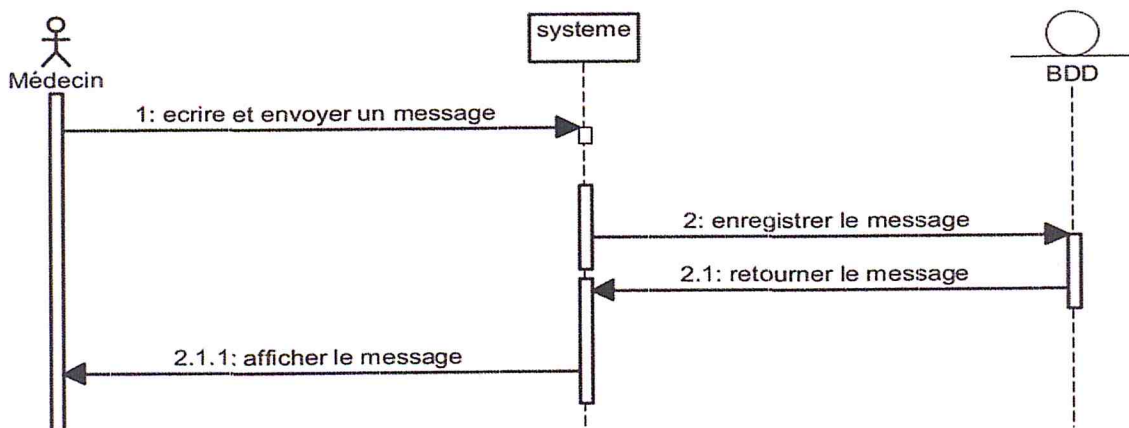 systeme
Médecin
BDD
1: ecrire et envoyer un message
2: enregistrer le message
2.1: retourner le message
2.1.1: afficher le message